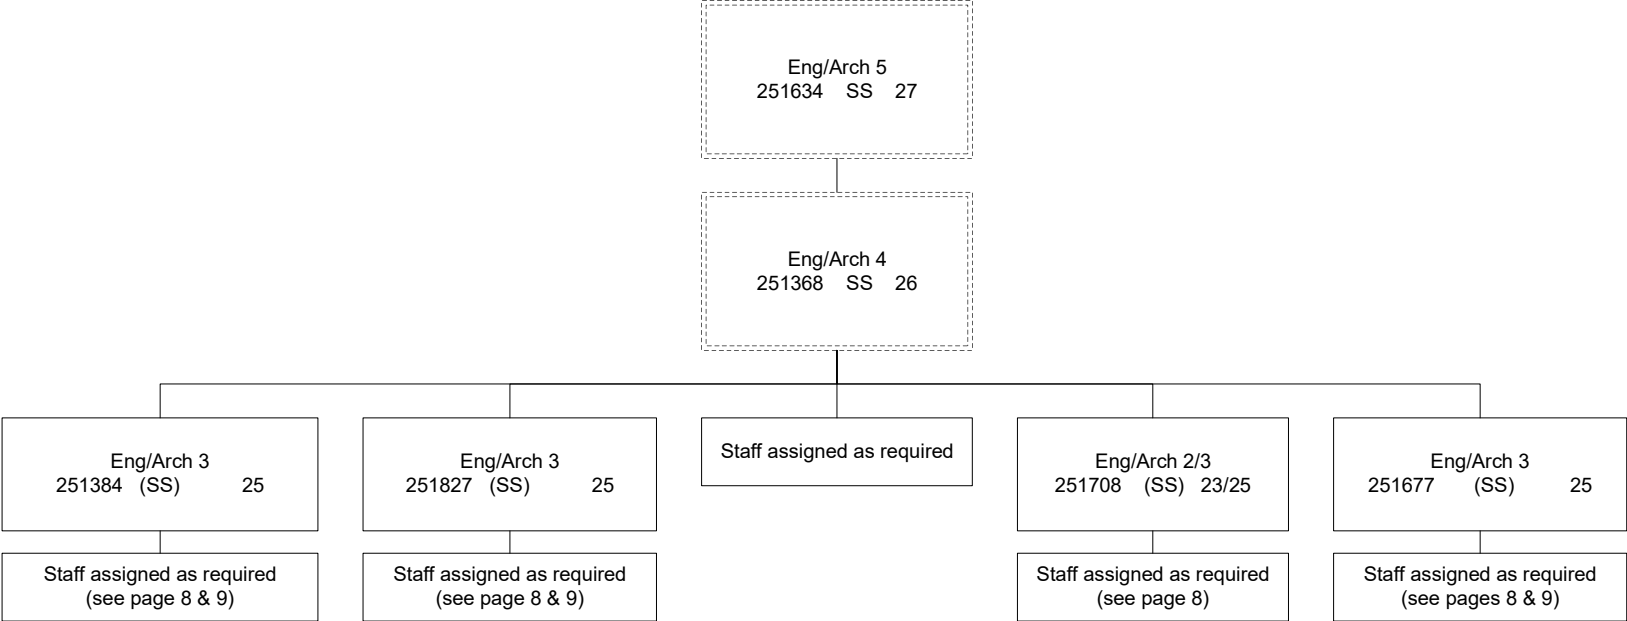 Eng/Arch 5
251634 SS 27
Eng/Arch 4
251368 SS 26
Eng/Arch 3
251384 (SS) 25
Staff assigned as required
(see page 8 & 9)
Eng/Arch 3
251827 (SS) 25
Staff assigned as required
(see page 8 & 9)
Staff assigned as required
Eng/Arch 2/3
251708 (SS) 23/25
Staff assigned as required
(see page 8)
Eng/Arch 3
251677 (SS) 25
Staff assigned as required
(see pages 8 & 9)